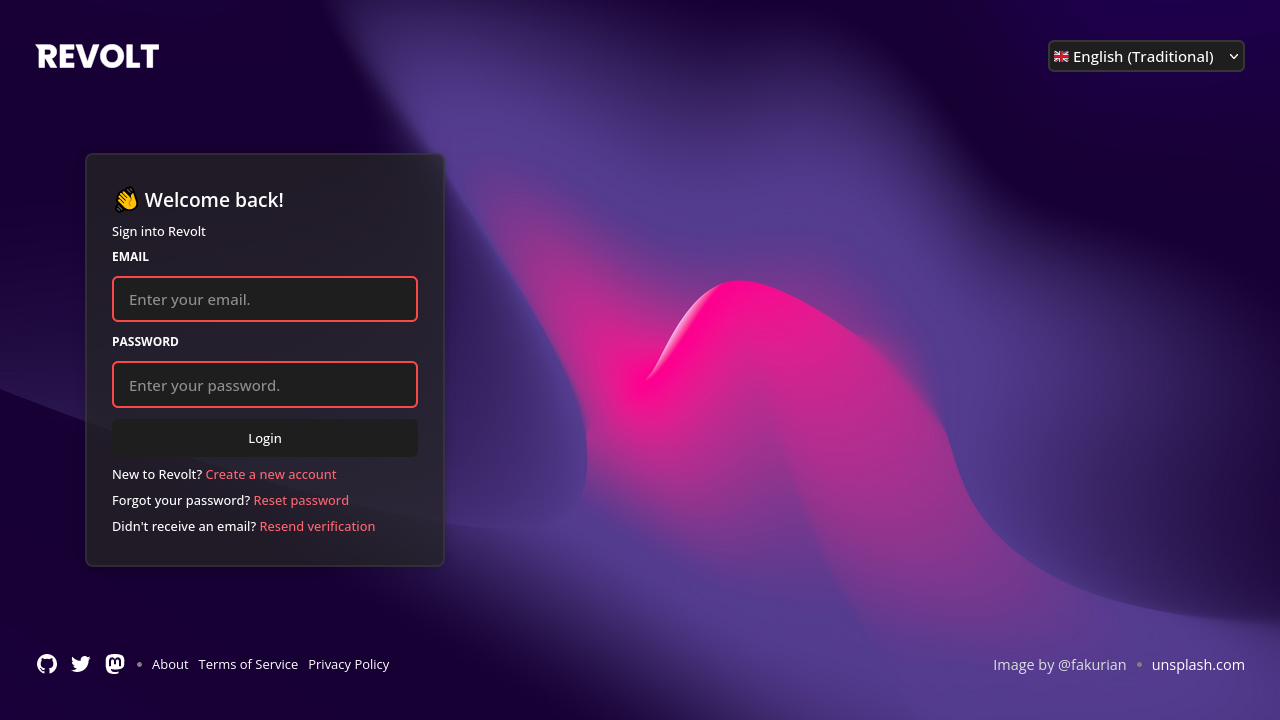 REVOLT
English (Traditional)
Welcome back!
Sign into Revolt
EMAIL
Enter your email.
PASSWORD
Enter your password.
Login
New to Revolt? Create a new account
Forgot your password? Reset password
Didn't receive an email? Resend verification
About Terms of Service Privacy Policy
Image by @fakurian • unsplash.com